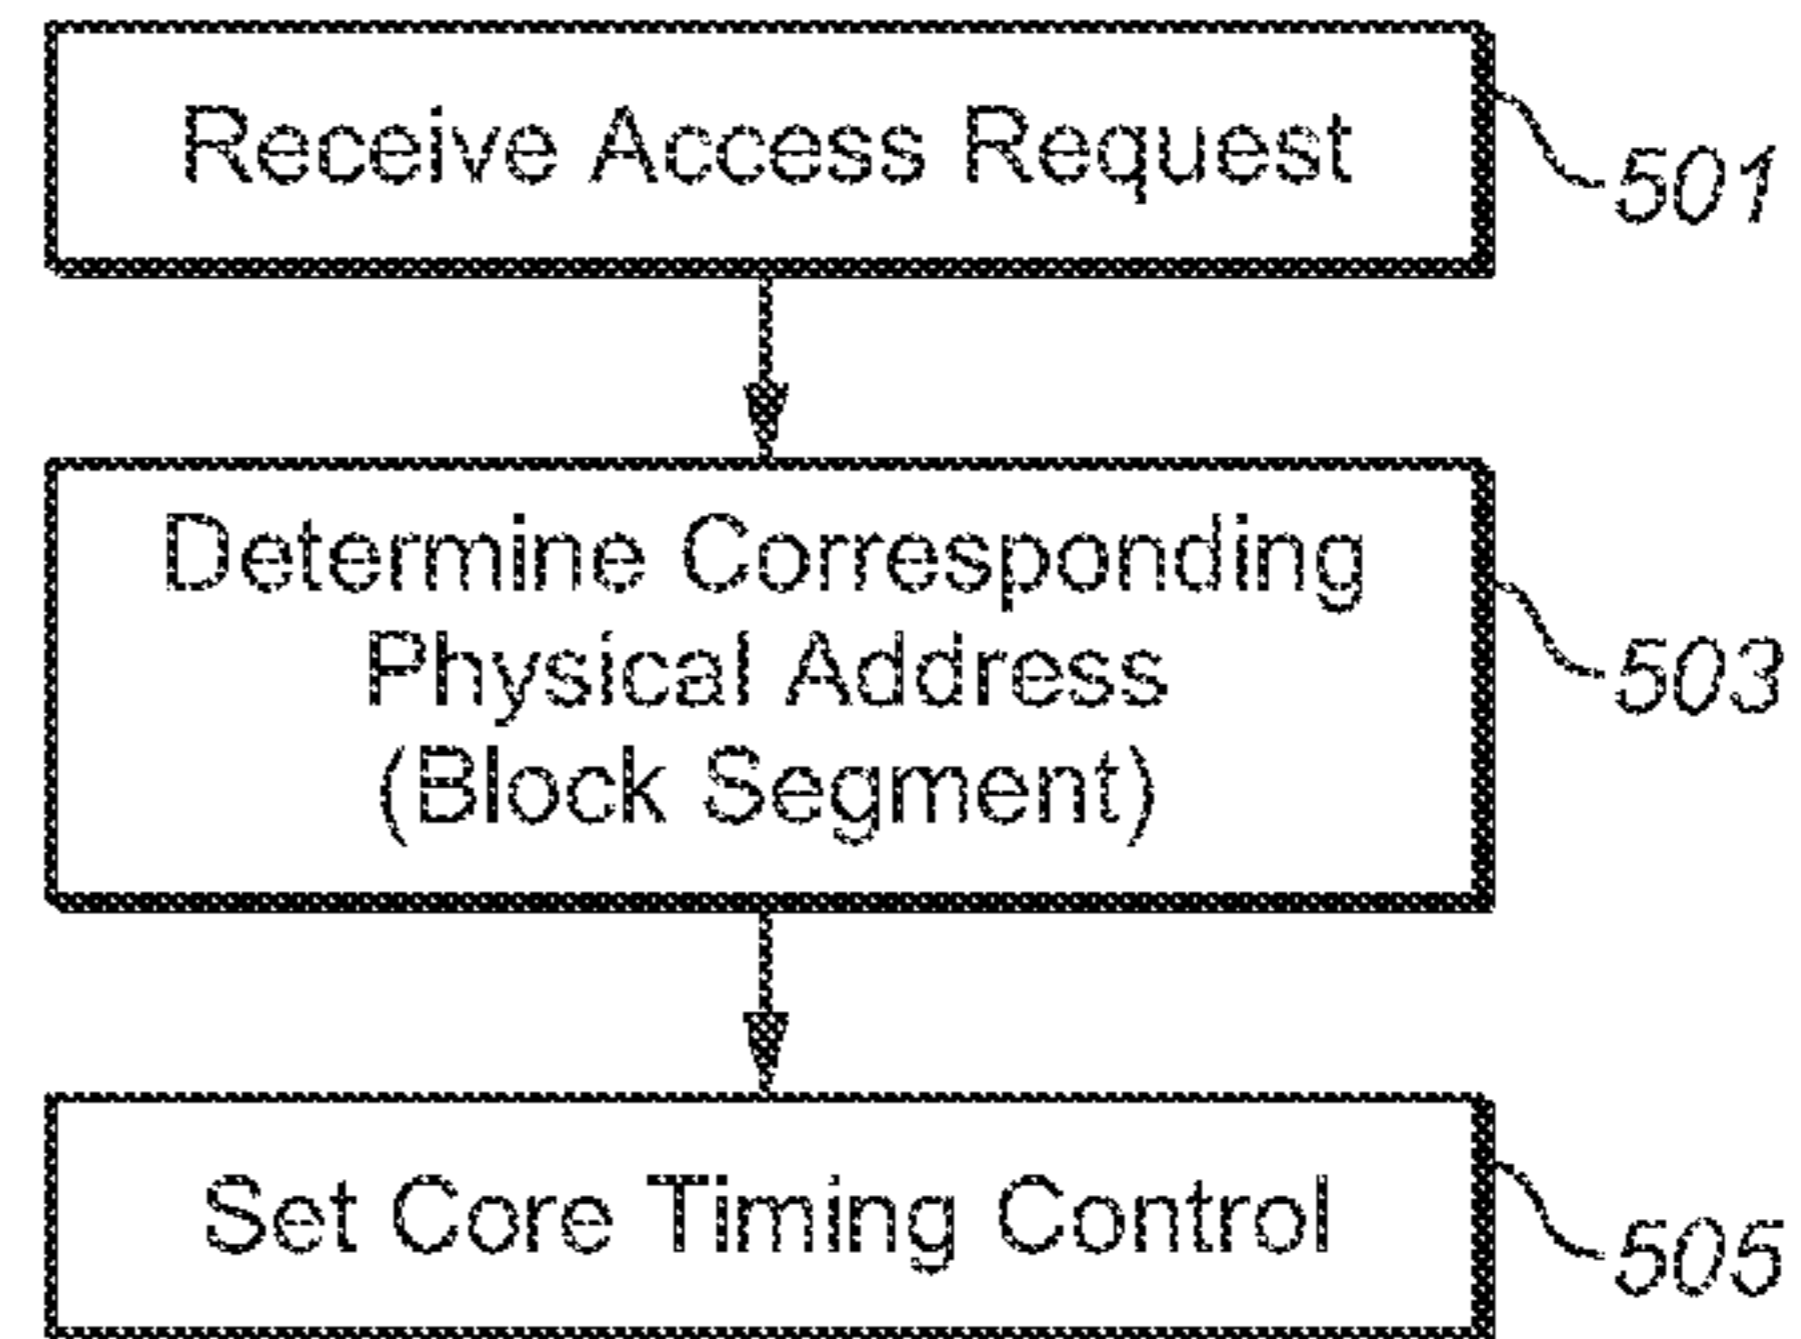 Receive Access Request
501
Determine Corresponding
Physical Address
503
(Block Segment)
Set Core Timing Control
505